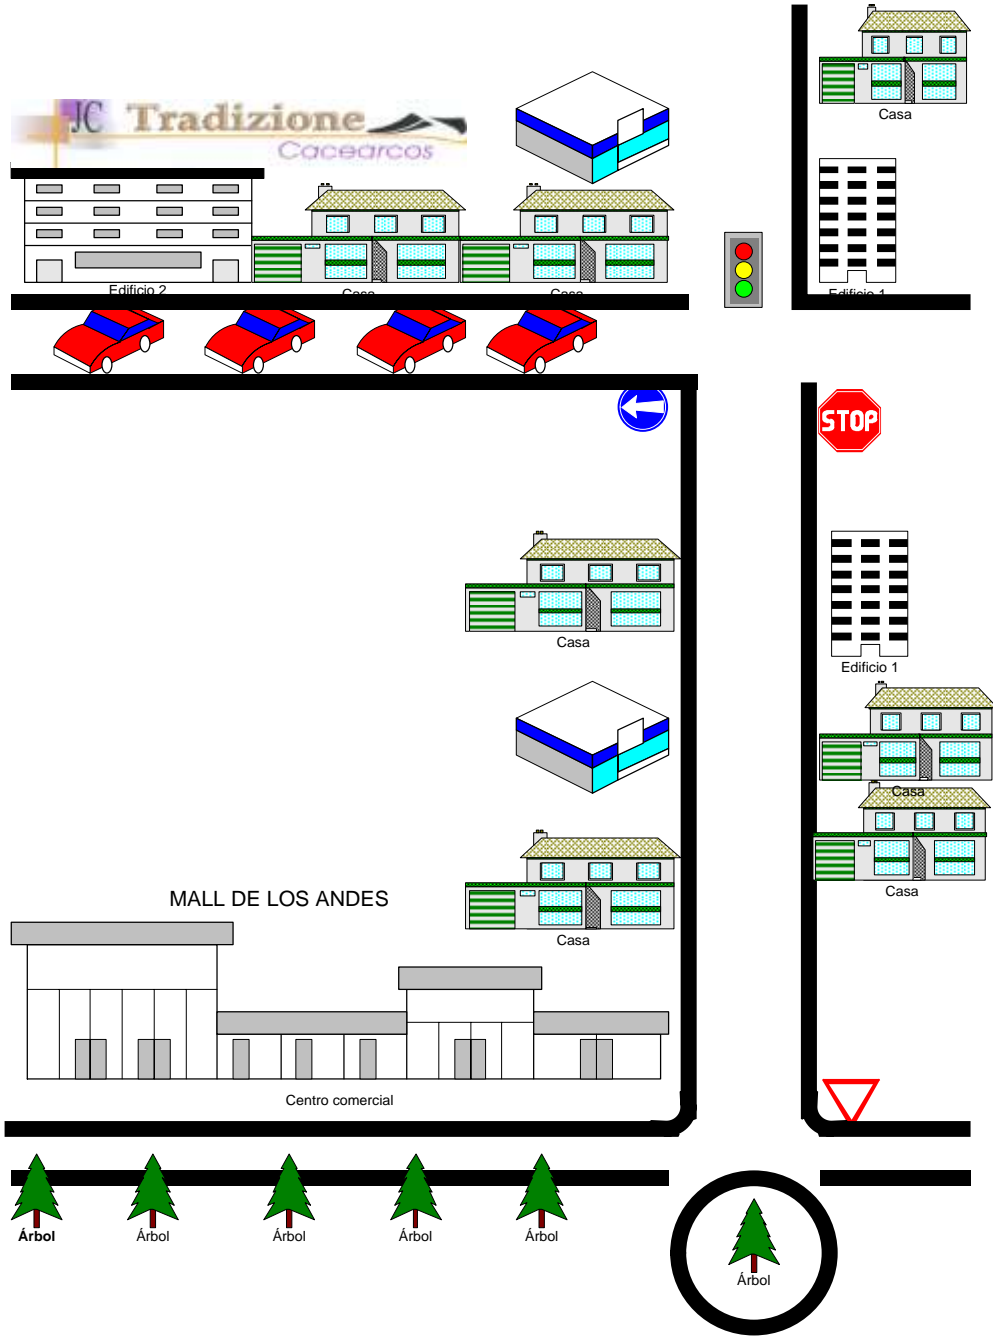 Casa
JC Tradizione
Cacearcos
Edificio 2
Casa
Casa
Edificio 1
STOP
Casa
Edificio 1
Casa
Casa
MALL DE LOS ANDES
Casa
Centro comercial
Árbol
Árbol
Árbol
Árbol
Árbol
Árbol